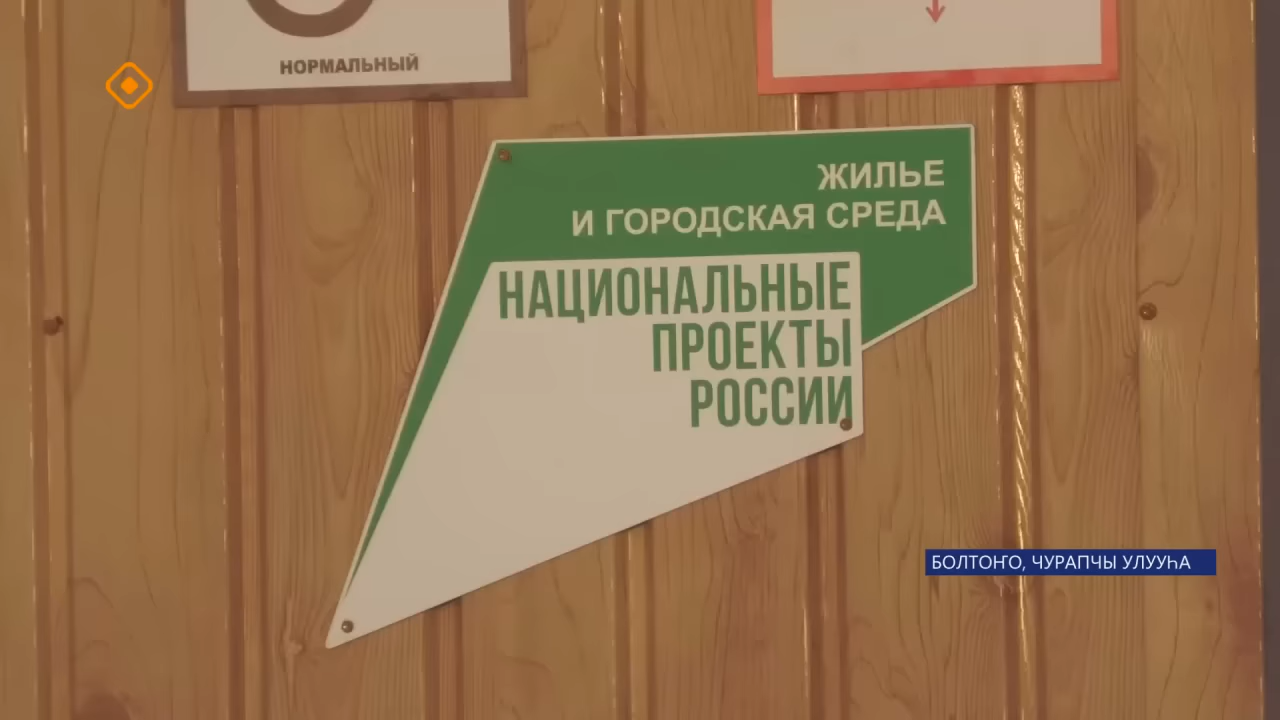 НОРМАЛЬНЫЙ
ЖИЛЬЕ
И ГОРОДСКАЯ СРЕДА
НАЦИОНАЛЬНЫЕ
ПРОЕКТЫ
РОССИИ
БОЛТОҤО, ЧУРАПЧЫ УЛУУҺА